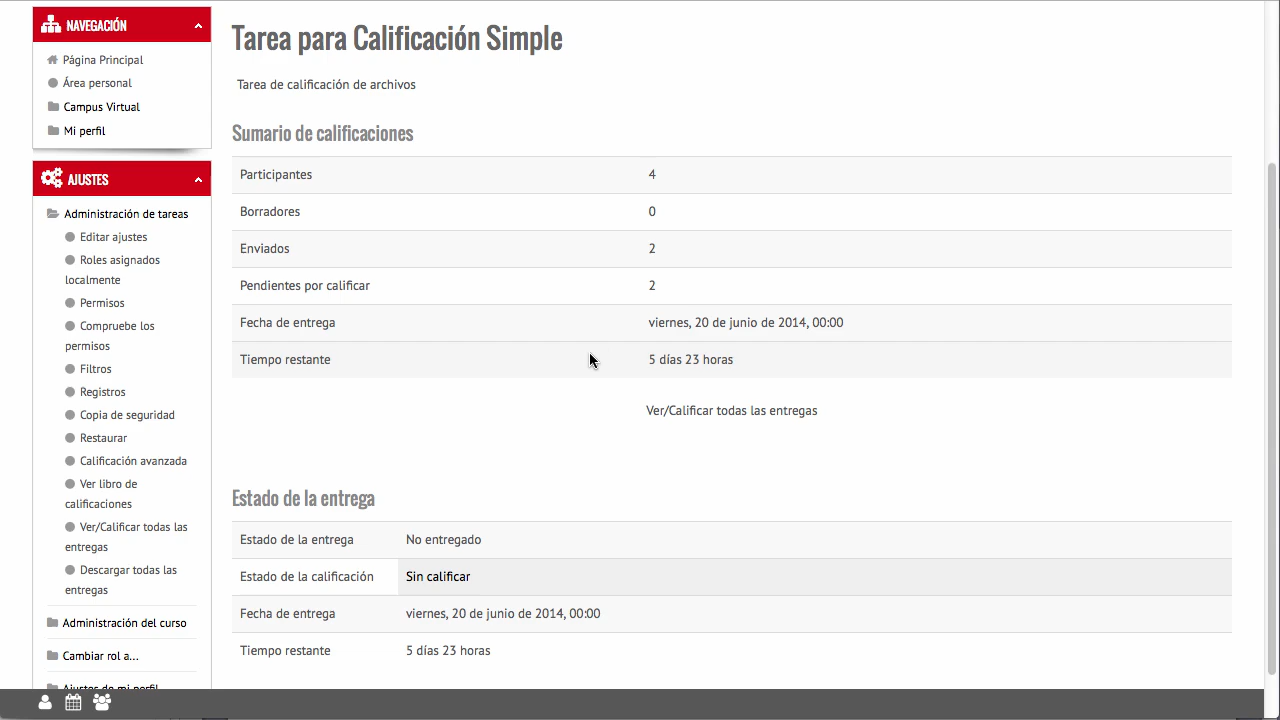 NAVEGACIÓN
Página Principal
Área personal
Campus Virtual
Mi perfil
AJUSTES
Administración de tareas
Editar ajustes
Roles asignados
localmente
Permisos
Compruebe los
permisos
Filtros
Registros
Copia de seguridad
Restaurar
Calificación avanzada
Ver libro de
calificaciones
Ver/Calificar todas las
entregas
Descargar todas las
entregas
Administración del curso
Cambiar rol a...
Ajustes de mi perfil
Tarea para Calificación Simple
Tarea de calificación de archivos
Sumario de calificaciones
Participantes 4
Borradores 0
Enviados 2
Pendientes por calificar 2
Fecha de entrega viernes, 20 de junio de 2014, 00:00
Tiempo restante 5 días 23 horas
Ver/Calificar todas las entregas
Estado de la entrega
Estado de la entrega No entregado
Estado de la calificación Sin calificar
Fecha de entrega viernes, 20 de junio de 2014, 00:00
Tiempo restante 5 días 23 horas